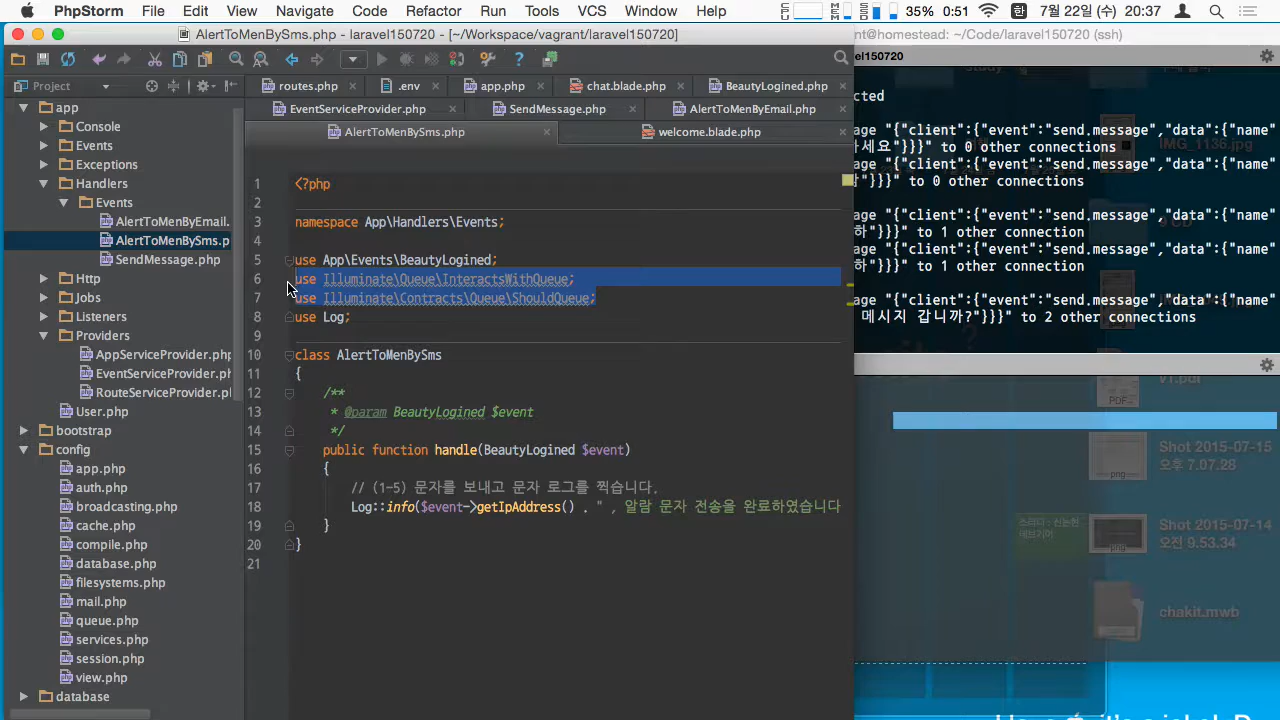 PhpStorm File Edit View Navigate Code Refactor Run Tools VCS Window Help 35% 0:51 한 7월 22일 (수) 20:37
AlertToMenBySms.php - laravel150720 - [~/Workspace/vagrant/laravel150720]
nt@homestead: ~/Code/laravel150720 (ssh)
Project
routes.php
.env
app.php
chat.blade.php
BeautyLogined.php
EventServiceProvider.php
SendMessage.php
AlertToMenByEmail.php
AlertToMenBySms.php
welcome.blade.php
app
Console
Events
Exceptions
Handlers
Events
AlertToMenByEmail.
AlertToMenBySms.p
SendMessage.php
Http
Jobs
Listeners
Providers
AppServiceProvider.php
EventServiceProvider.php
RouteServiceProvider.php
User.php
bootstrap
config
app.php
auth.php
broadcasting.php
cache.php
compile.php
database.php
filesystems.php
mail.php
queue.php
services.php
session.php
view.php
database
1 <?php
2
3 namespace App\Handlers\Events;
4
5 use App\Events\BeautyLogined;
6 use Illuminate\Queue\InteractsWithQueue;
7 use Illuminate\Contracts\Queue\ShouldQueue;
8 use Log;
9
10 class AlertToMenBySms
11 {
12 /**
13 * @param BeautyLogined $event
14 */
15 public function handle(BeautyLogined $event)
16 {
17 // (1-5) 문자를 보내고 문자 로그를 찍습니다.
18 Log::info($event->getIpAddress() . " , 알람 문자 전송을 완료하였습니다
19 }
20 }
21
vel150720
cted
age "{"client":{"event":"send.message","data":{"name"
하세요"}}}" to 0 other connections
age "{"client":{"event":"send.message","data":{"name"
"}}}" to 0 other connections
age "{"client":{"event":"send.message","data":{"name"
하"}}}" to 1 other connections
age "{"client":{"event":"send.message","data":{"name"
하"}}}" to 1 other connections
age "{"client":{"event":"send.message","data":{"name"
메시지 갑니까?"}}}" to 2 other connections
study
IMG_1136.jpg
v1.pdf
PDF
Shot 2015-07-15
오후 7.07.28
png
Shot 2015-07-14
오전 9.53.34
png
chakit.mwb